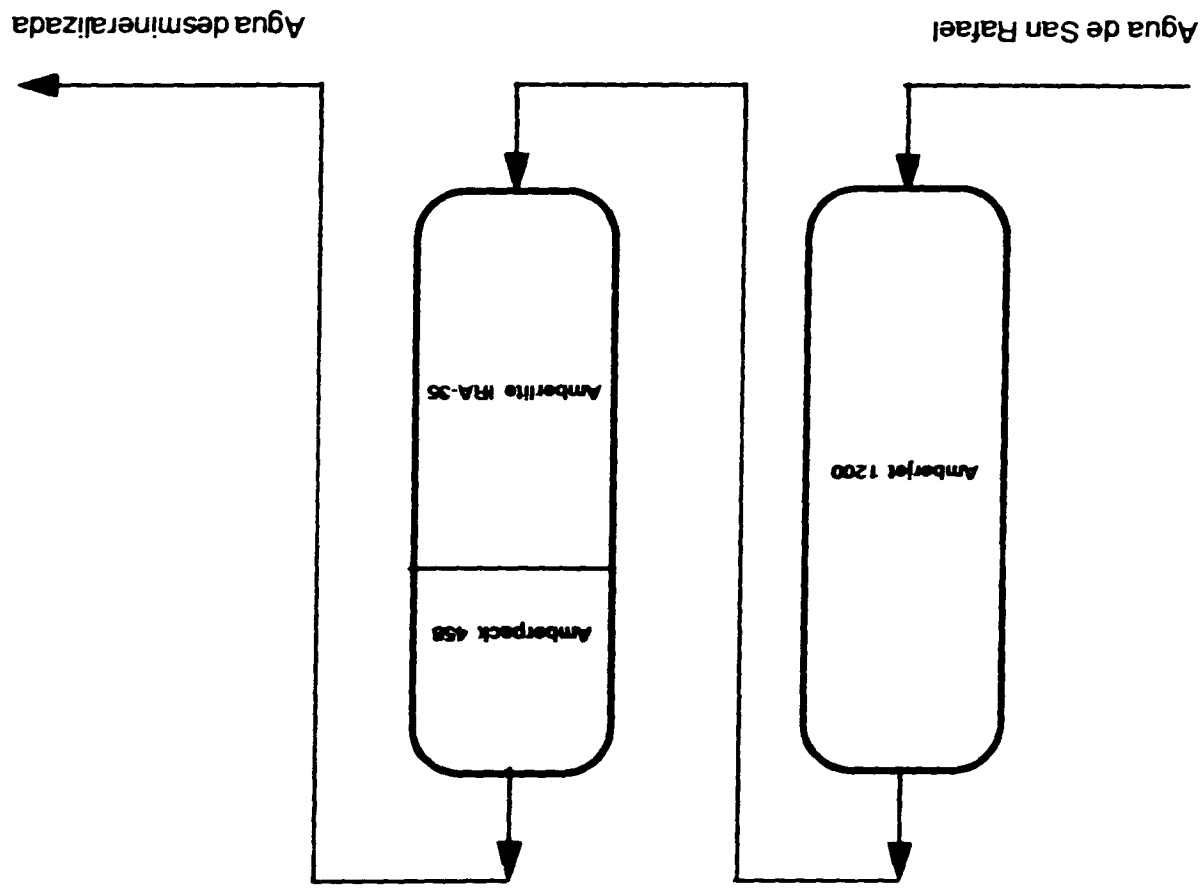 Agua de San Rafael
Agua desmineralizada
Amberjet 1200
Amberlite IRA-35
Amberpack 458